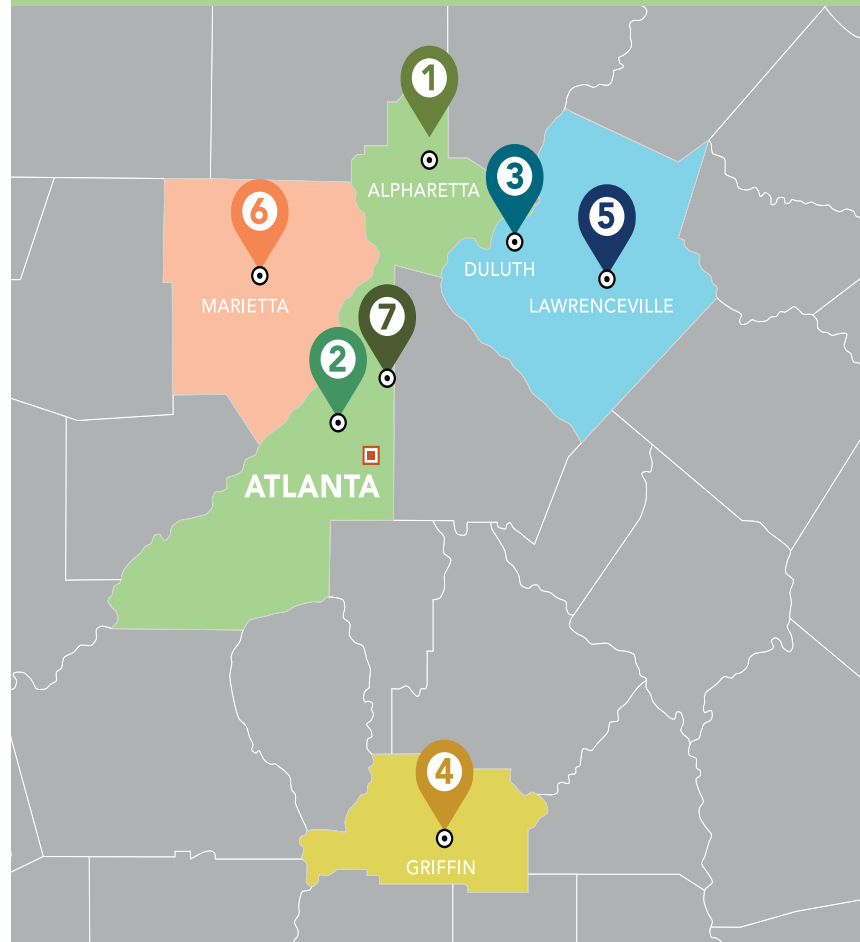 1
ALPHARETTA
3
DULUTH
5
LAWRENCEVILLE
6
MARIETTA
7
2
ATLANTA
4
GRIFFIN